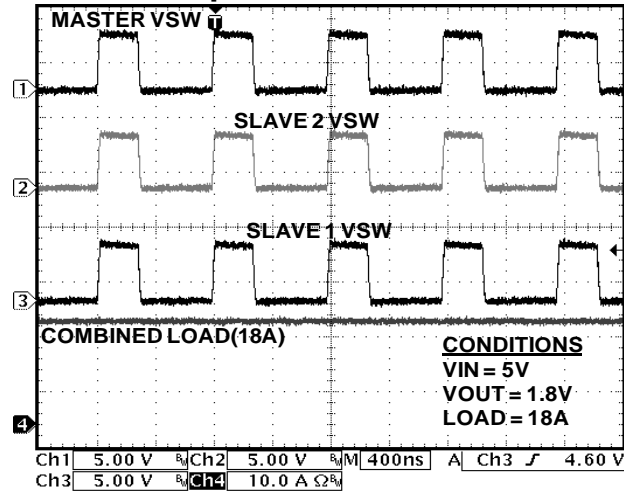 MASTER VSW
T
1
SLAVE 2 VSW
2
SLAVE 1 VSW
3
COMBINED LOAD(18A)
CONDITIONS
VIN = 5V
VOUT = 1.8V
LOAD = 18A
4
Ch1 5.00 V BW Ch2 5.00 V BW M 400ns A Ch3 ∫ 4.60 V
Ch3 5.00 V BW Ch4 10.0 A Ω BW